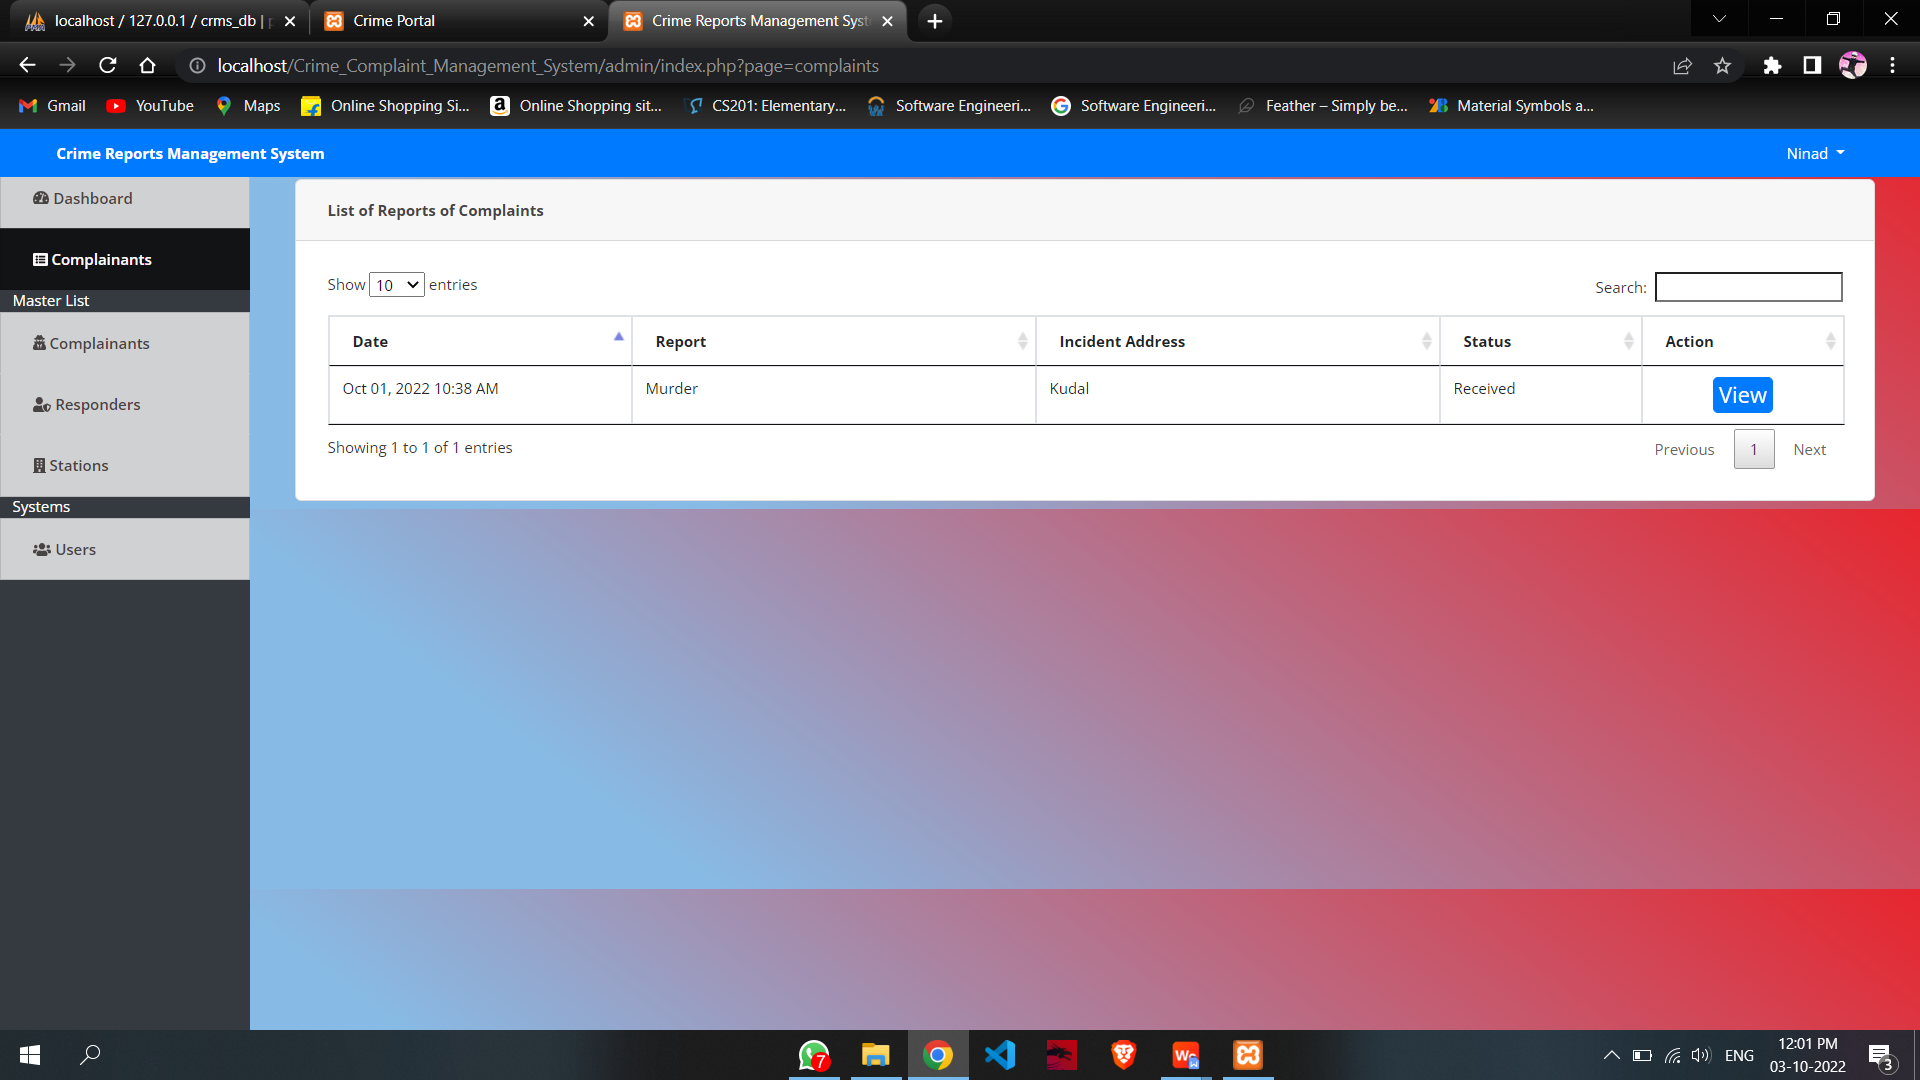 localhost / 127.0.0.1 / crms_db |
Crime Portal
Crime Reports Management Syst
localhost/Crime_Complaint_Management_System/admin/index.php?page=complaints
Gmail
YouTube
Maps
Online Shopping Si...
Online Shopping sit...
CS201: Elementary...
Software Engineeri...
Software Engineeri...
Feather – Simply be...
Material Symbols a...
Crime Reports Management System
Ninad
Dashboard
Complainants
Master List
Complainants
Responders
Stations
Systems
Users
List of Reports of Complaints
Show 10 entries
Search:
Date Report Incident Address Status Action
Oct 01, 2022 10:38 AM Murder Kudal Received View
Showing 1 to 1 of 1 entries
Previous 1 Next
7
ENG
12:01 PM
03-10-2022
3